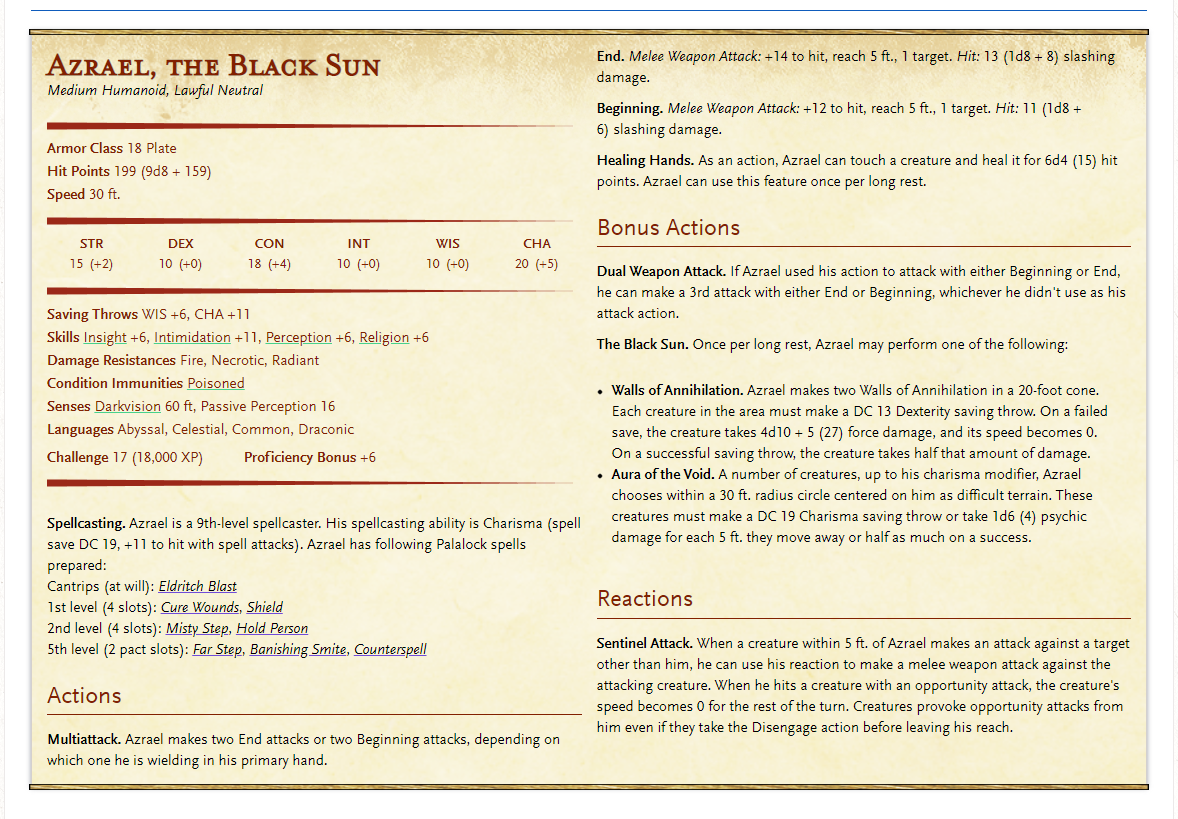 Azrael, the Black Sun
Medium Humanoid, Lawful Neutral
Armor Class 18 Plate
Hit Points 199 (9d8 + 159)
Speed 30 ft.
STR DEX CON INT WIS CHA
15 (+2) 10 (+0) 18 (+4) 10 (+0) 10 (+0) 20 (+5)
Saving Throws WIS +6, CHA +11
Skills Insight +6, Intimidation +11, Perception +6, Religion +6
Damage Resistances Fire, Necrotic, Radiant
Condition Immunities Poisoned
Senses Darkvision 60 ft, Passive Perception 16
Languages Abyssal, Celestial, Common, Draconic
Challenge 17 (18,000 XP) Proficiency Bonus +6
Spellcasting. Azrael is a 9th-level spellcaster. His spellcasting ability is Charisma (spell
save DC 19, +11 to hit with spell attacks). Azrael has following Palalock spells
prepared:
Cantrips (at will): Eldritch Blast
1st level (4 slots): Cure Wounds, Shield
2nd level (4 slots): Misty Step, Hold Person
5th level (2 pact slots): Far Step, Banishing Smite, Counterspell
Actions
Multiattack. Azrael makes two End attacks or two Beginning attacks, depending on
which one he is wielding in his primary hand.
End. Melee Weapon Attack: +14 to hit, reach 5 ft., 1 target. Hit: 13 (1d8 + 8) slashing
damage.
Beginning. Melee Weapon Attack: +12 to hit, reach 5 ft., 1 target. Hit: 11 (1d8 +
6) slashing damage.
Healing Hands. As an action, Azrael can touch a creature and heal it for 6d4 (15) hit
points. Azrael can use this feature once per long rest.
Bonus Actions
Dual Weapon Attack. If Azrael used his action to attack with either Beginning or End,
he can make a 3rd attack with either End or Beginning, whichever he didn't use as his
attack action.
The Black Sun. Once per long rest, Azrael may perform one of the following:
• Walls of Annihilation. Azrael makes two Walls of Annihilation in a 20-foot cone.
Each creature in the area must make a DC 13 Dexterity saving throw. On a failed
save, the creature takes 4d10 + 5 (27) force damage, and its speed becomes 0.
On a successful saving throw, the creature takes half that amount of damage.
• Aura of the Void. A number of creatures, up to his charisma modifier, Azrael
chooses within a 30 ft. radius circle centered on him as difficult terrain. These
creatures must make a DC 19 Charisma saving throw or take 1d6 (4) psychic
damage for each 5 ft. they move away or half as much on a success.
Reactions
Sentinel Attack. When a creature within 5 ft. of Azrael makes an attack against a target
other than him, he can use his reaction to make a melee weapon attack against the
attacking creature. When he hits a creature with an opportunity attack, the creature's
speed becomes 0 for the rest of the turn. Creatures provoke opportunity attacks from
him even if they take the Disengage action before leaving his reach.